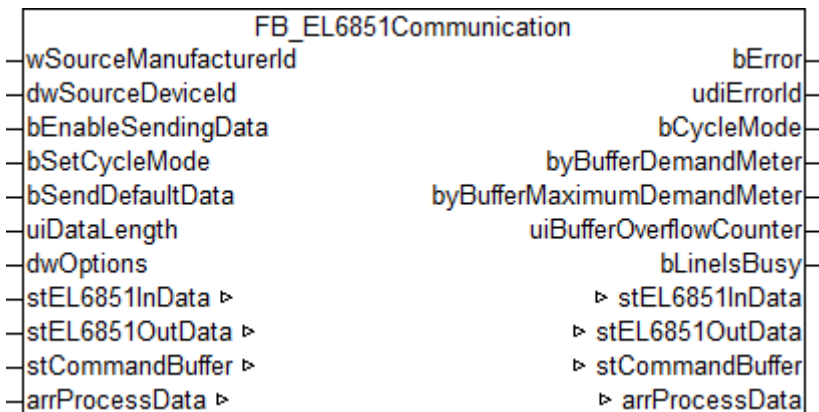 FB_EL6851Communication
wSourceManufacturerId bError
dwSourceDeviceId udiErrorId
bEnableSendingData bCycleMode
bSetCycleMode byBufferDemandMeter
bSendDefaultData byBufferMaximumDemandMeter
uiDataLength uiBufferOverflowCounter
dwOptions bLineIsBusy
stEL6851InData ▹ ▹ stEL6851InData
stEL6851OutData ▹ ▹ stEL6851OutData
stCommandBuffer ▹ ▹ stCommandBuffer
arrProcessData ▹ ▹ arrProcessData